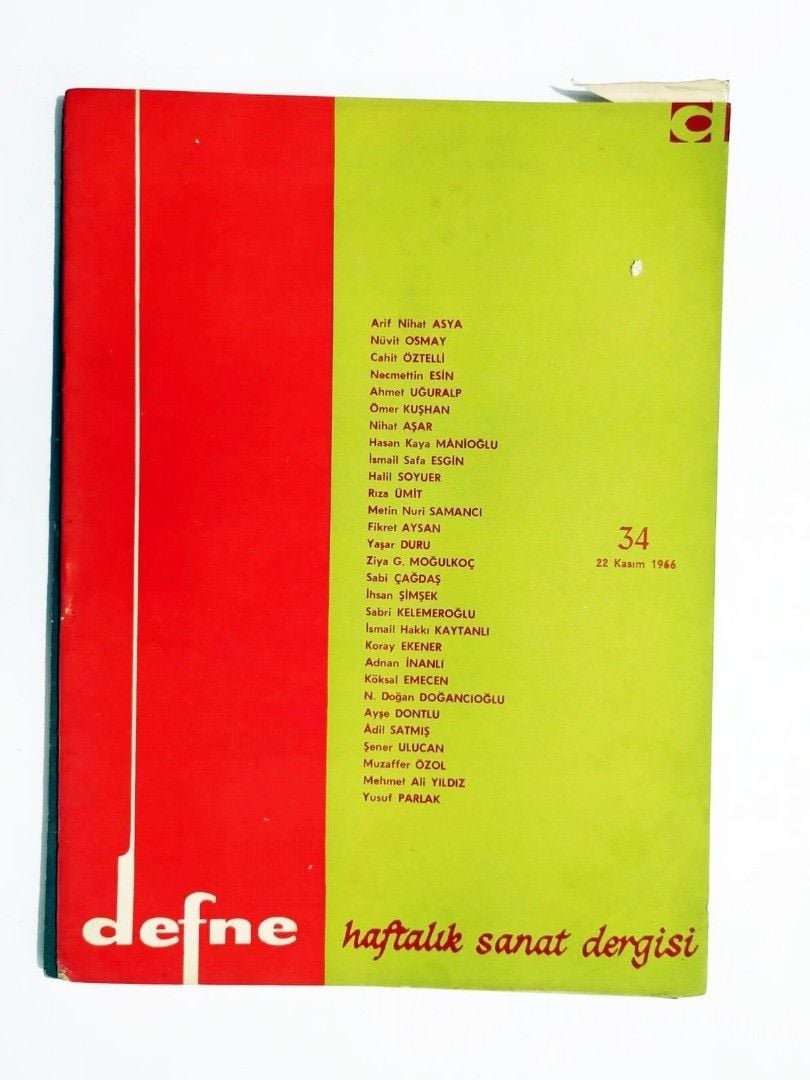 Arif Nihat ASYA
Nüvit OSMAY
Cahit ÖZTELLİ
Necmettin ESİN
Ahmet UĞURALP
Ömer KUŞHAN
Nihat AŞAR
Hasan Kaya MÂNİOĞLU
İsmail Safa ESGİN
Halil SOYUER
Rıza ÜMİT
Metin Nuri SAMANCI
Fikret AYSAN
Yaşar DURU
Ziya G. MOĞULKOÇ
Sabi ÇAĞDAŞ
İhsan ŞİMŞEK
Sabri KELEMEROĞLU
İsmail Hakkı KAYTANLI
Koray EKENER
Adnan İNANLI
Köksal EMECEN
N. Doğan DOĞANCIOĞLU
Ayşe DONTLU
Âdil SATMIŞ
Şener ULUCAN
Muzaffer ÖZOL
Mehmet Ali YILDIZ
Yusuf PARLAK
34
22 Kasım 1966
defne
haftalık sanat dergisi